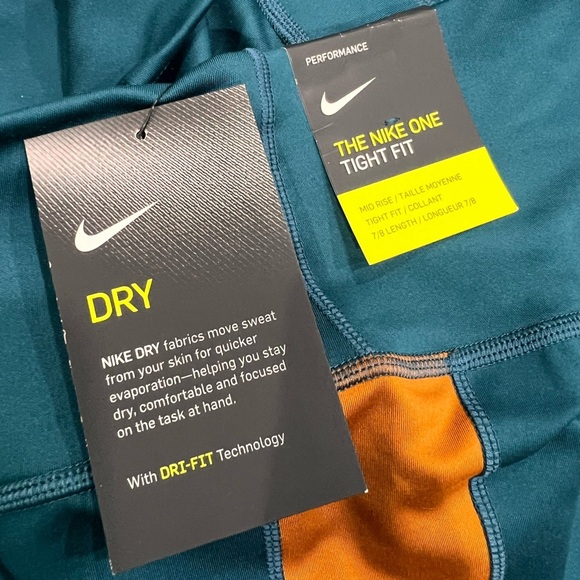 PERFORMANCE
THE NIKE ONE
TIGHT FIT
MID RISE / TAILLE MOYENNE
TIGHT FIT / COLLANT
7/8 LENGTH / LONGUEUR 7/8
DRY
NIKE DRY fabrics move sweat
from your skin for quicker
evaporation—helping you stay
dry, comfortable and focused
on the task at hand.
With DRI-FIT Technology